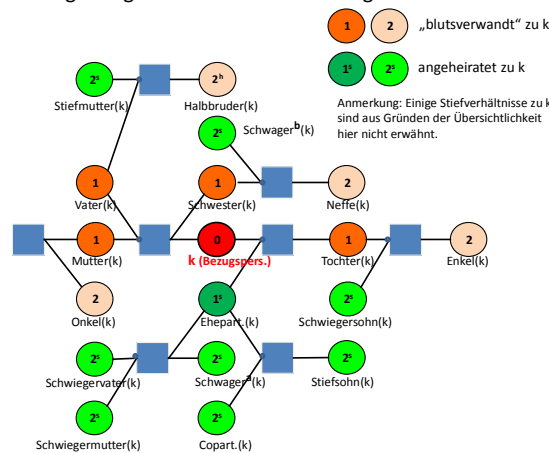 1 2 „blutsverwandt“ zu k
1ˢ 2ˢ angeheiratet zu k
Anmerkung: Einige Stiefverhältnisse zu k
sind aus Gründen der Übersichtlichkeit
hier nicht erwähnt.
2ˢ 2ʰ
Stiefmutter(k) Halbbruder(k)
2ˢ Schwagerᵇ(k)
1 1 2
Vater(k) Schwester(k) Neffe(k)
1 0 1 2
Mutter(k) k (Bezugspers.) Tochter(k) Enkel(k)
2 1ˢ 2ˢ
Onkel(k) Ehepart.(k) Schwiegersohn(k)
2ˢ 2ˢ 2ˢ
Schwiegervater(k) Schwagerᵃ(k) Stiefsohn(k)
2ˢ 2ˢ
Schwiegermutter(k) Copart.(k)